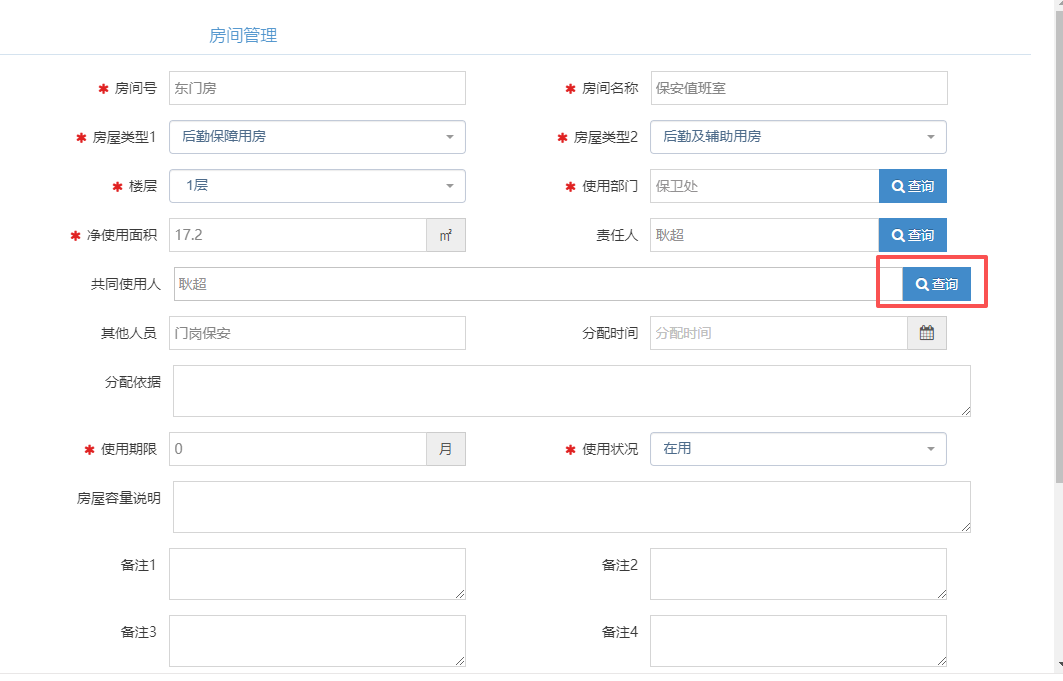 房间管理
* 房间号 东门房 * 房间名称 保安值班室
* 房屋类型1 后勤保障用房 * 房屋类型2 后勤及辅助用房
* 楼层 1层 * 使用部门 保卫处 查询
* 净使用面积 17.2 ㎡ 责任人 耿超 查询
共同使用人 耿超 查询
其他人员 门岗保安 分配时间 分配时间
分配依据
* 使用期限 0 月 * 使用状况 在用
房屋容量说明
备注1 备注2
备注3 备注4